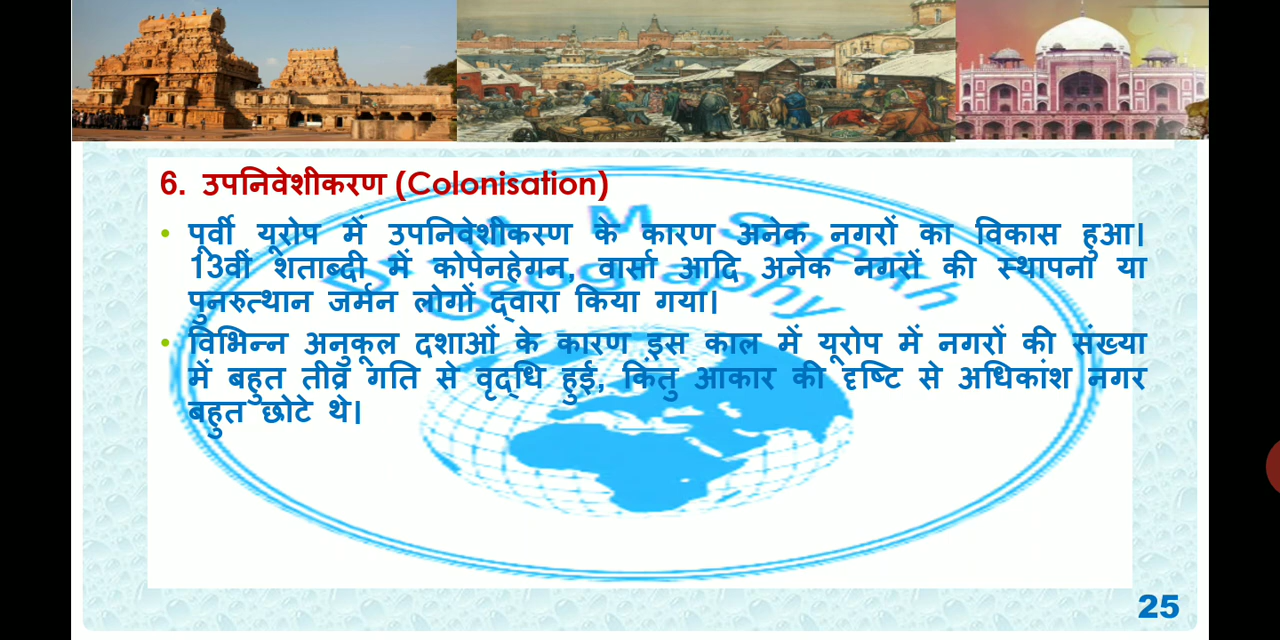 6. उपनिवेशीकरण (Colonisation)
• पूर्वी यूरोप में उपनिवेशीकरण के कारण अनेक नगरों का विकास हुआ।
13वीं शताब्दी में कोपेनहेगन, वार्सा आदि अनेक नगरों की स्थापना या
पुनरुत्थान जर्मन लोगों द्वारा किया गया।
• विभिन्न अनुकूल दशाओं के कारण इस काल में यूरोप में नगरों की संख्या
में बहुत तीव्र गति से वृद्धि हुई, किंतु आकार की दृष्टि से अधिकांश नगर
बहुत छोटे थे।
Geography
25